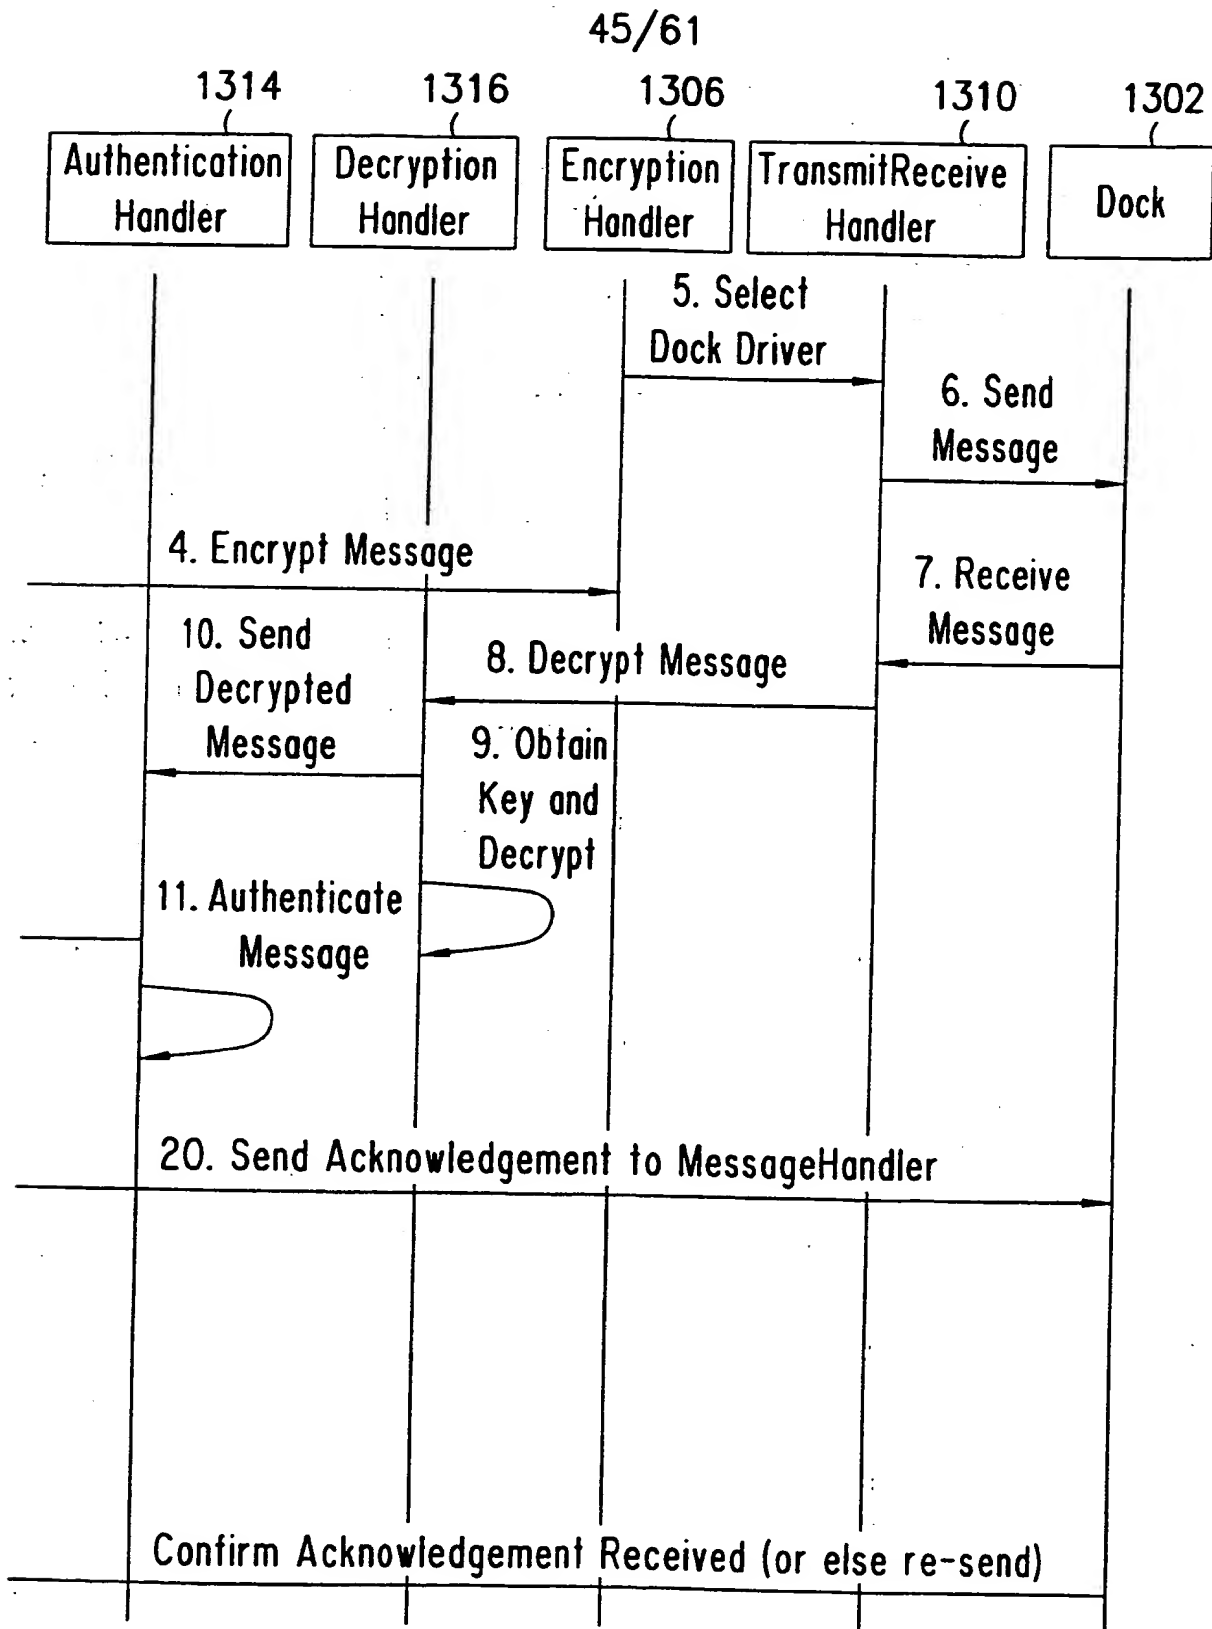 45/61
1314
1316
1306
1310
1302
Authentication
Handler
Decryption
Handler
Encryption
Handler
TransmitReceive
Handler
Dock
5. Select
Dock Driver
6. Send
Message
4. Encrypt Message
7. Receive
Message
10. Send
Decrypted
Message
8. Decrypt Message
9. Obtain
Key and
Decrypt
11. Authenticate
Message
20. Send Acknowledgement to MessageHandler
Confirm Acknowledgement Received (or else re-send)